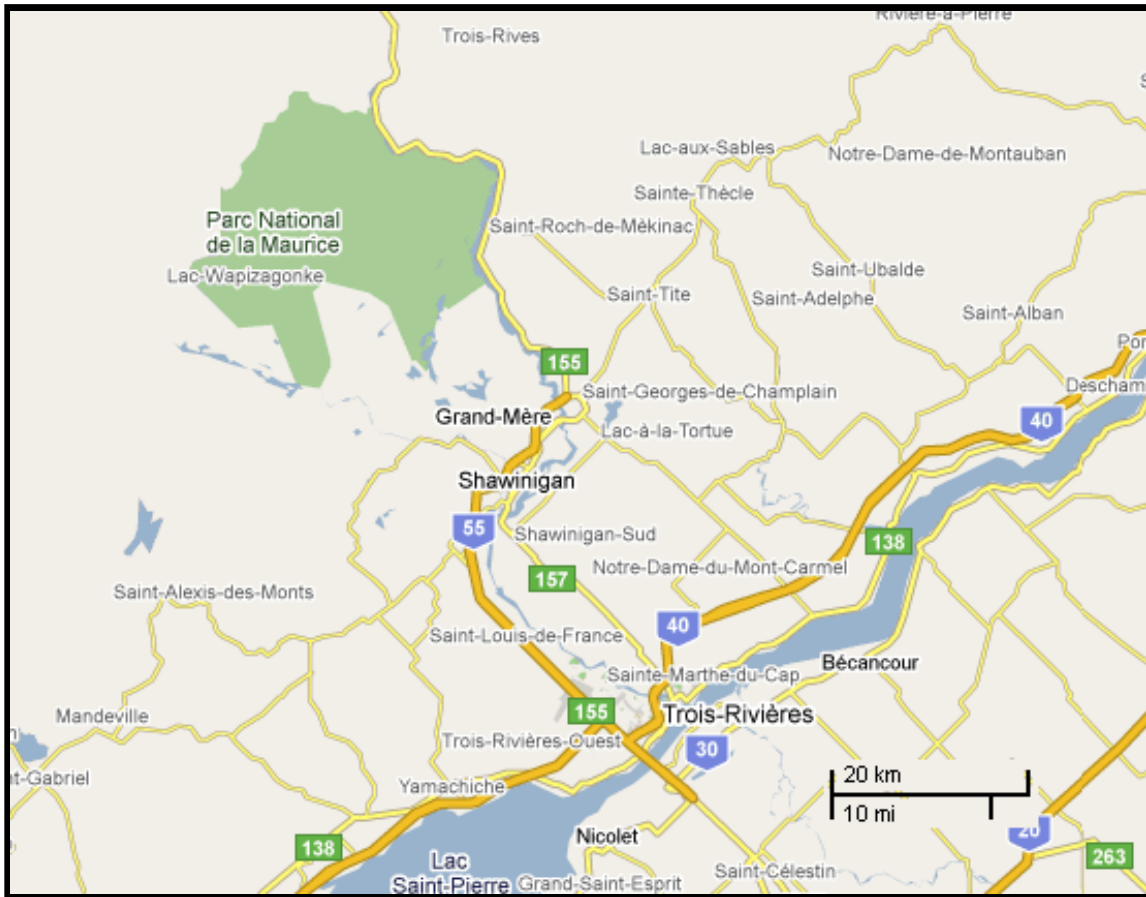 Rivière-à-Pierre
Trois-Rives
Lac-aux-Sables
Notre-Dame-de-Montauban
Sainte-Thècle
Parc National
de la Maurice
Saint-Roch-de-Mékinac
Lac-Wapizagonke
Saint-Ubalde
Saint-Tite
Saint-Adelphe
Saint-Alban
Por
155
Descham
Saint-Georges-de-Champlain
Grand-Mère
40
Lac-à-la-Tortue
Shawinigan
55
Shawinigan-Sud
138
Notre-Dame-du-Mont-Carmel
157
Saint-Alexis-des-Monts
40
Saint-Louis-de-France
Bécancour
Sainte-Marthe-du-Cap
155
Trois-Rivières
Mandeville
n
Trois-Rivières-Ouest
30
nt-Gabriel
20 km
Yamachiche
10 mi
20
Nicolet
138
263
Lac
Saint-Pierre
Saint-Célestin
Grand-Saint-Esprit